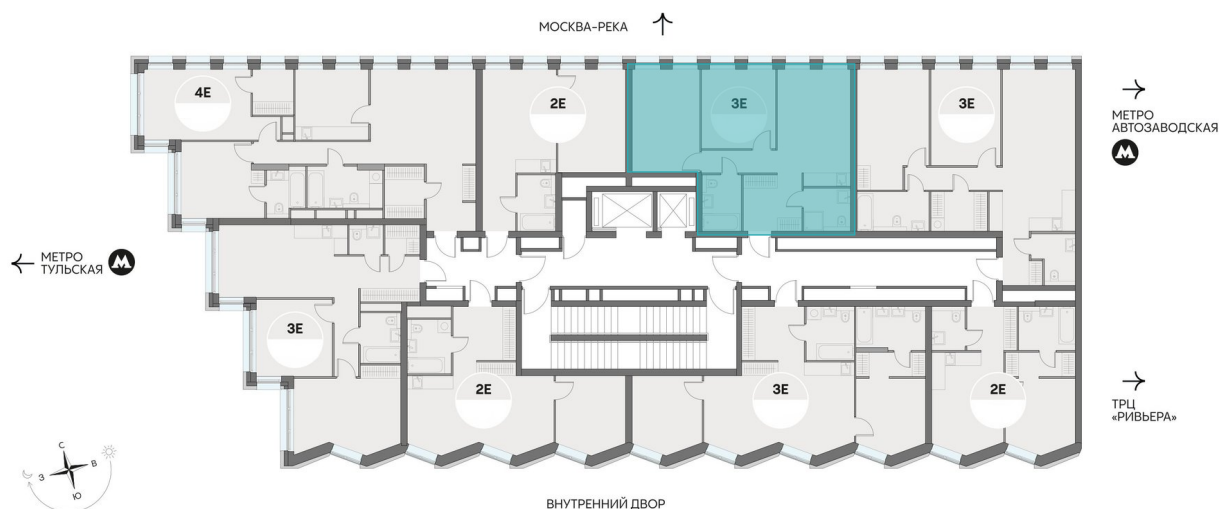 МОСКВА-РЕКА
4Е
2Е
3Е
3Е
МЕТРО
АВТОЗАВОДСКАЯ
М
МЕТРО
ТУЛЬСКАЯ
М
3Е
2Е
3Е
2Е
ТРЦ
«РИВЬЕРА»
С
З
В
Ю
ВНУТРЕННИЙ ДВОР